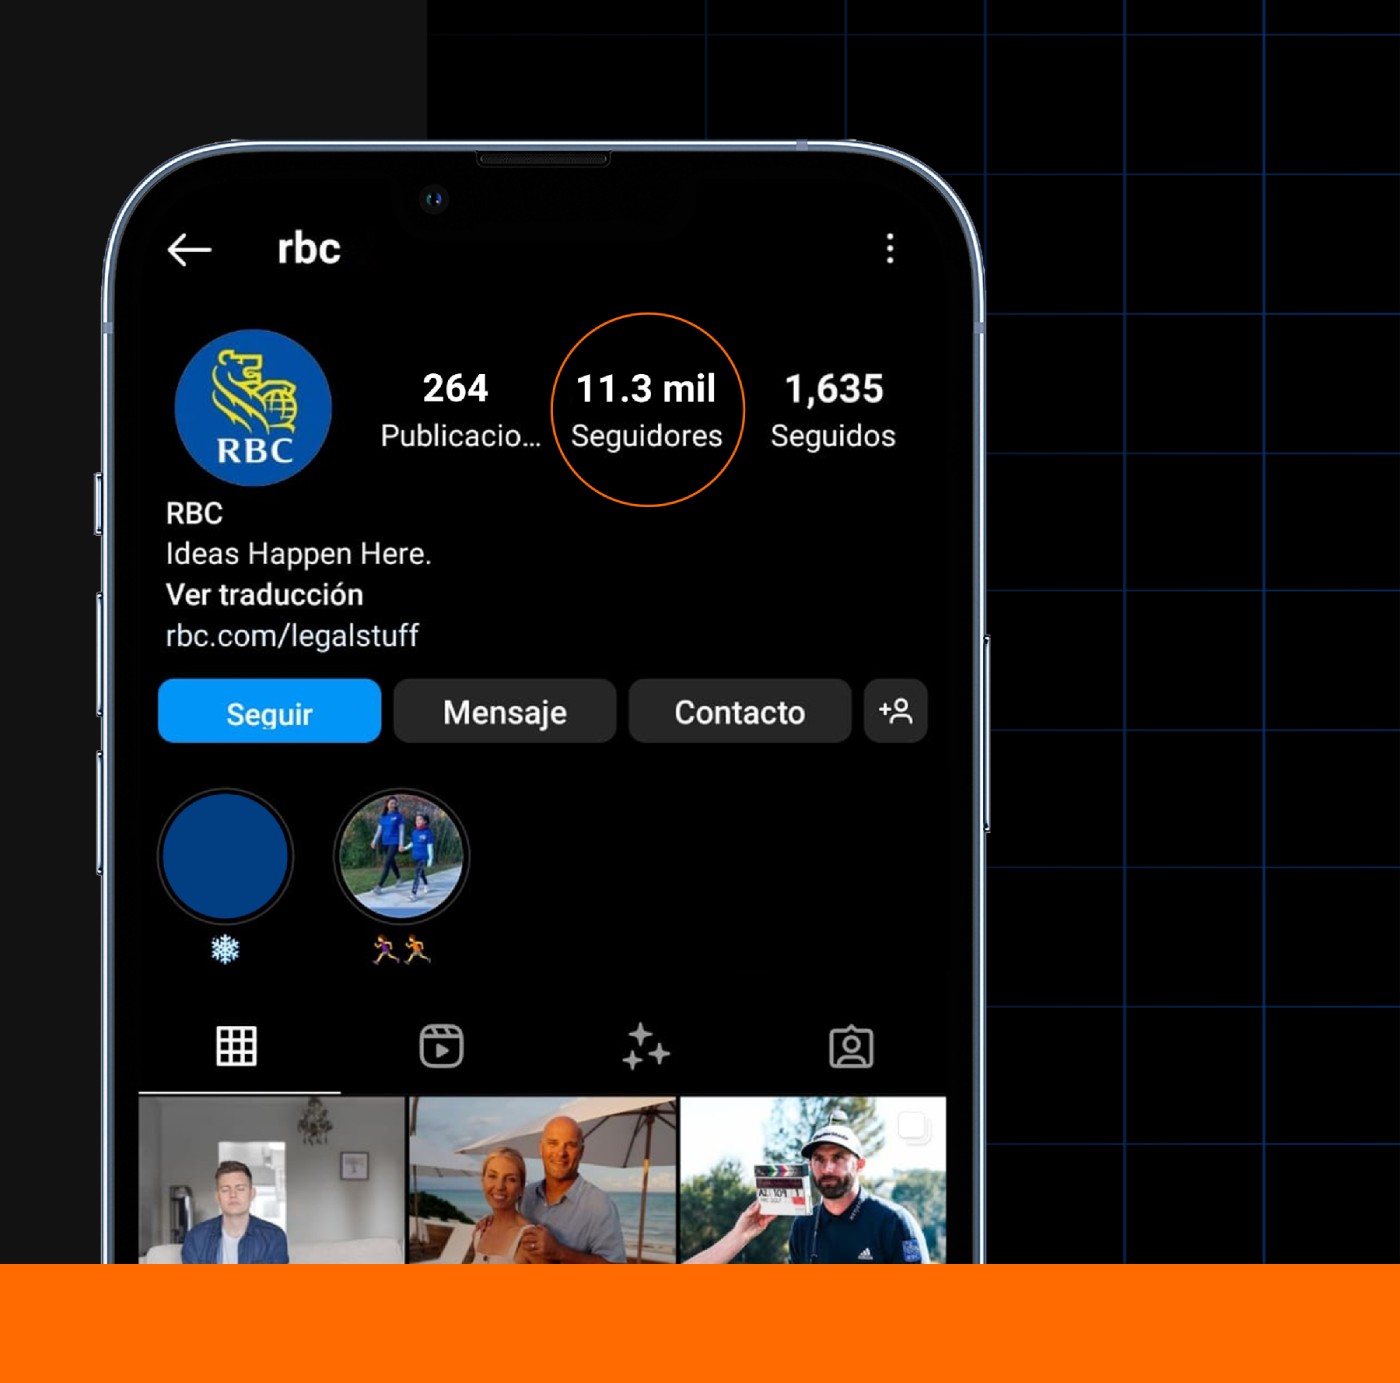 rbc
264
11.3 mil
1,635
Publicacio...
Seguidores
Seguidos
RBC
RBC
Ideas Happen Here.
Ver traducción
rbc.com/legalstuff
Seguir
Mensaje
Contacto